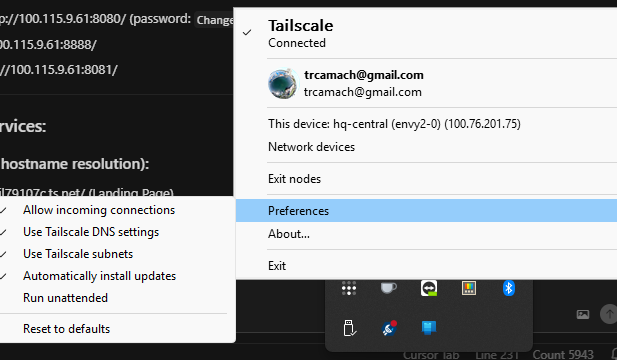 p://100.115.9.61:8080/ (password: Change
00.115.9.61:8888/
://100.115.9.61:8081/
rvices:
hostname resolution):
il79107c.ts.net/ (Landing Page)
Tailscale
Connected
trcamach@gmail.com
trcamach@gmail.com
This device: hq-central (envy2-0) (100.76.201.75)
Network devices
Exit nodes
Preferences
About...
Exit
Allow incoming connections
Use Tailscale DNS settings
Use Tailscale subnets
Automatically install updates
Run unattended
Reset to defaults
Cursor Tab Line 231 Count 5943